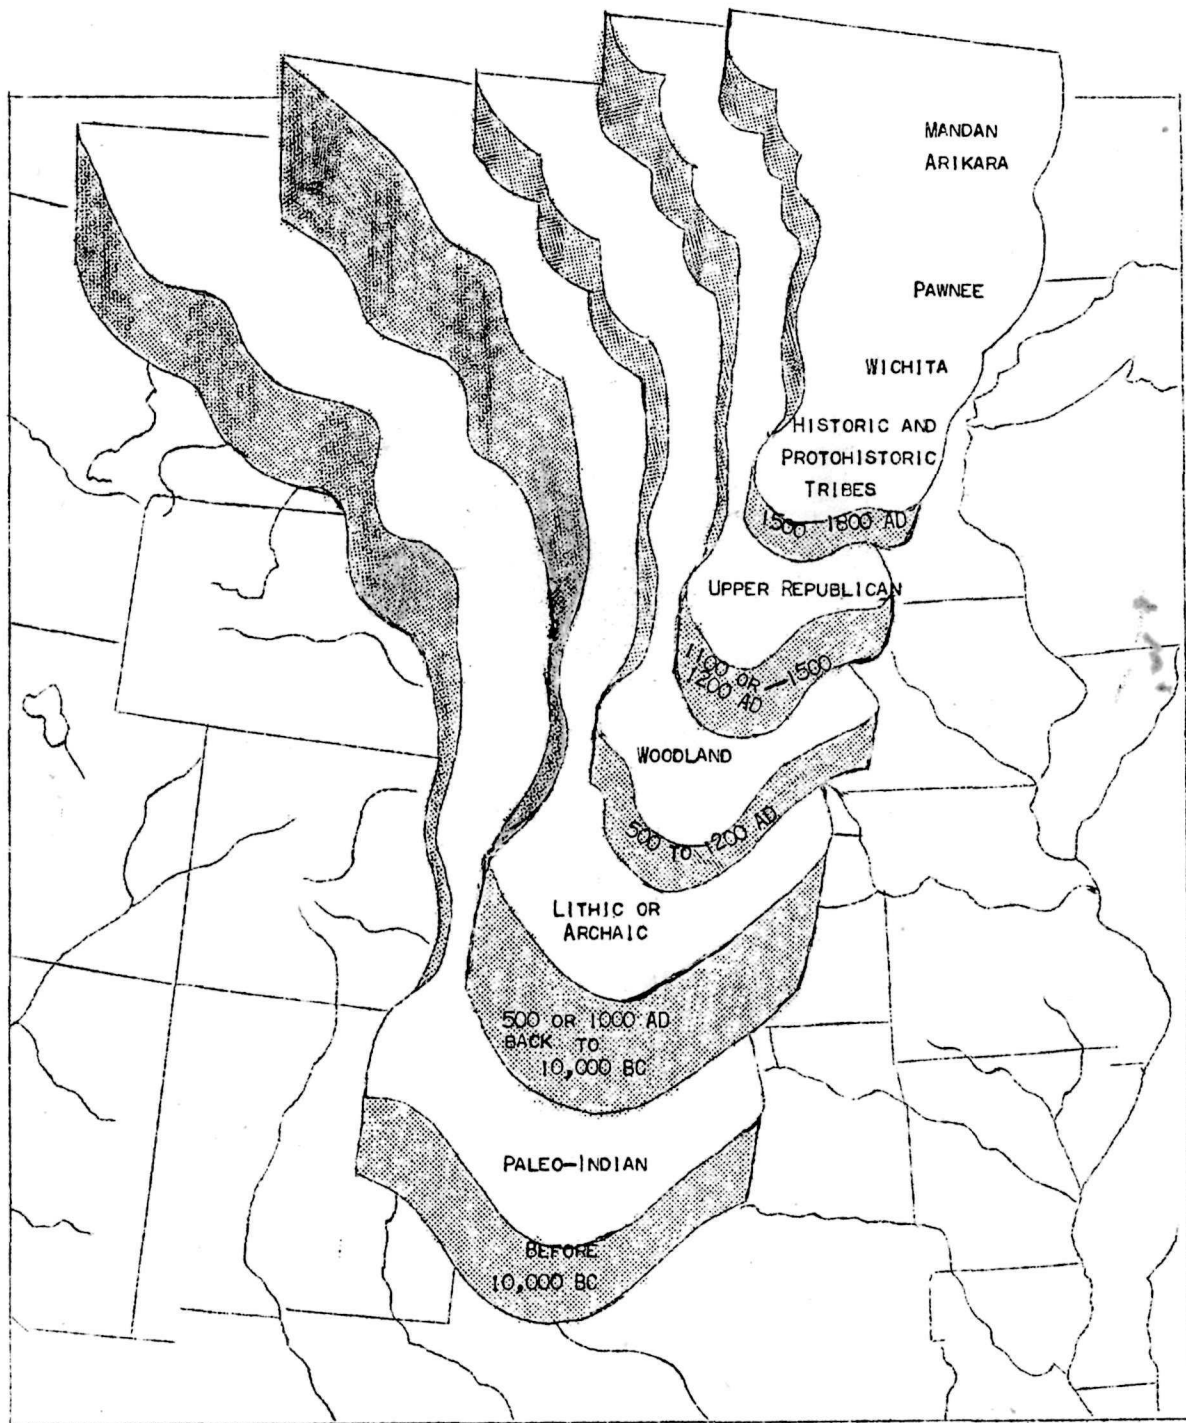 MANDAN
ARIKARA
PAWNEE
WICHITA
HISTORIC AND
PROTOHISTORIC
TRIBES
1500 1800 AD
UPPER REPUBLICAN
1100 OR —1500
1200 AD
WOODLAND
500 TO 1200 AD
LITHIC OR
ARCHAIC
500 OR 1000 AD
BACK TO
10,000 BC
PALEO-INDIAN
BEFORE
10,000 BC